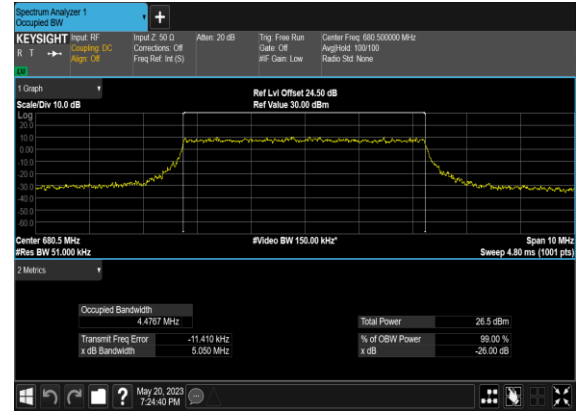 Spectrum Analyzer 1
Occupied BW
KEYSIGHT Input: RF Input Z: 50 Ω Atten: 20 dB Trig: Free Run Center Freq: 680.500000 MHz
R T Coupling: DC Corrections: Off Gate: Off Avg|Hold: 100/100
Align: Off Freq Ref: Int (S) #IF Gain: Low Radio Std: None
LU
1 Graph
Ref Lvl Offset 24.50 dB
Scale/Div 10.0 dB Ref Value 30.00 dBm
Log
20.0
10.0
0.00
-10.0
-20.0
-30.0
-40.0
-50.0
-60.0
Center 680.5 MHz #Video BW 150.00 kHz* Span 10 MHz
#Res BW 51.000 kHz Sweep 4.80 ms (1001 pts)
2 Metrics
Occupied Bandwidth
4.4767 MHz Total Power 26.5 dBm
Transmit Freq Error -11.410 kHz % of OBW Power 99.00 %
x dB Bandwidth 5.050 MHz x dB -26.00 dB
? May 20, 2023
7:24:40 PM